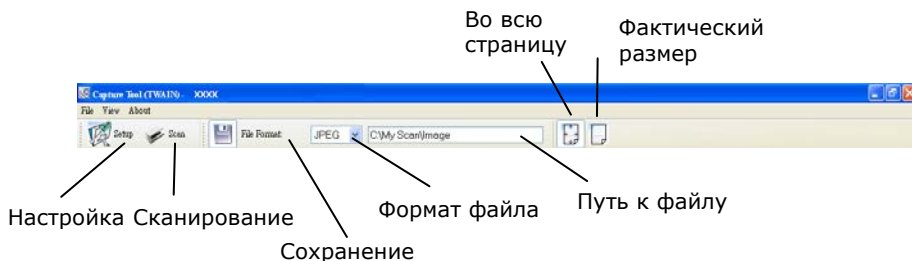 Во всю
страницу
Фактический
размер
Capture Tool (TWAIN) - XXXX
File View About
Setup Scan File Format: JPEG C:\My Scan\Image
Настройка Сканирование
Формат файла
Путь к файлу
Сохранение